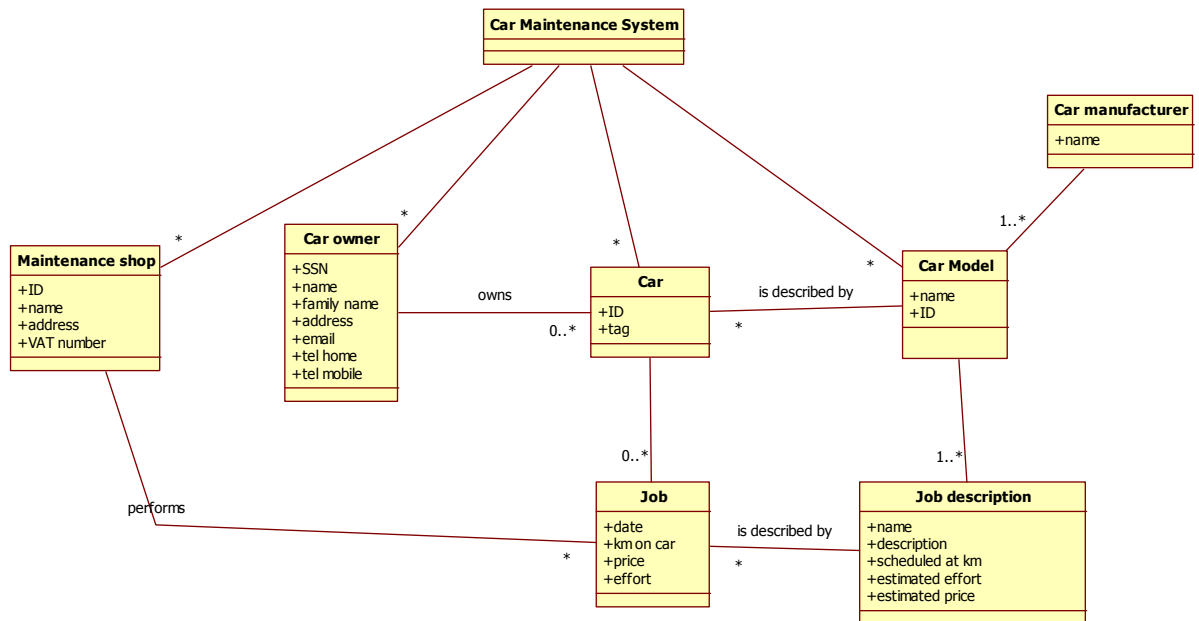 Car Maintenance System
Car manufacturer
+name
1..*
*
*
*
*
Car owner
+SSN
+name
+family name
+address
+email
+tel home
+tel mobile
Maintenance shop
+ID
+name
+address
+VAT number
owns
0..*
Car
+ID
+tag
is described by
*
Car Model
+name
+ID
0..*
1..*
performs
*
Job
+date
+km on car
+price
+effort
is described by
*
Job description
+name
+description
+scheduled at km
+estimated effort
+estimated price